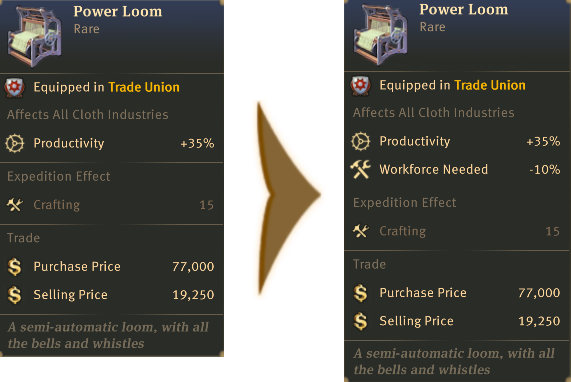 Power Loom
Rare
Equipped in Trade Union
Affects All Cloth Industries
Productivity +35%
Expedition Effect
Crafting 15
Trade
Purchase Price 77,000
Selling Price 19,250
A semi-automatic loom, with all
the bells and whistles
Power Loom
Rare
Equipped in Trade Union
Affects All Cloth Industries
Productivity +35%
Workforce Needed -10%
Expedition Effect
Crafting 15
Trade
Purchase Price 77,000
Selling Price 19,250
A semi-automatic loom, with all
the bells and whistles